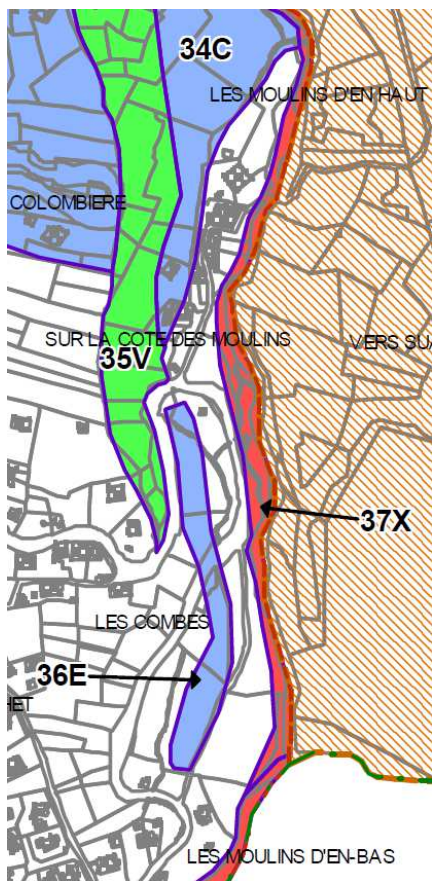 34C
LES MOULINS D'EN HAUT
COLOMBIERE
SUR LA COTE DES MOULINS
VERS SUA
35V
37X
LES COMBES
36E
HET
LES MOULINS D'EN-BAS